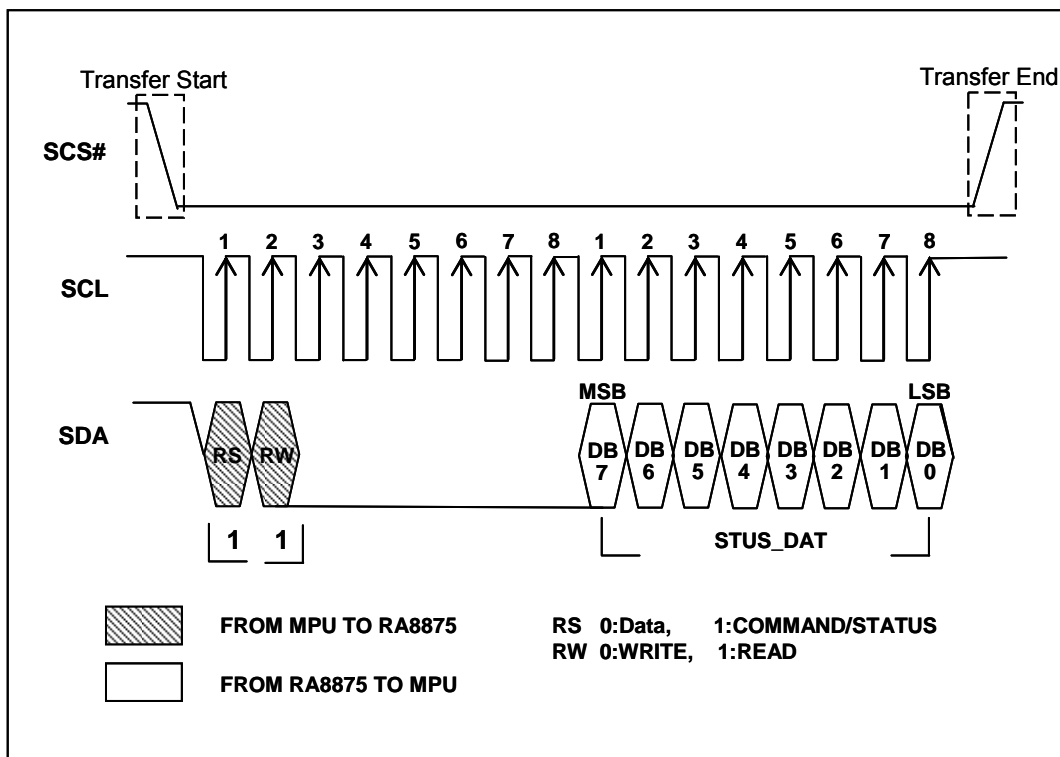 Transfer Start
Transfer End
SCS#
1 2 3 4 5 6 7 8 1 2 3 4 5 6 7 8
SCL
MSB LSB
SDA
RS RW DB 7 DB 6 DB 5 DB 4 DB 3 DB 2 DB 1 DB 0
1 1
STUS_DAT
FROM MPU TO RA8875
RS 0:Data, 1:COMMAND/STATUS
RW 0:WRITE, 1:READ
FROM RA8875 TO MPU